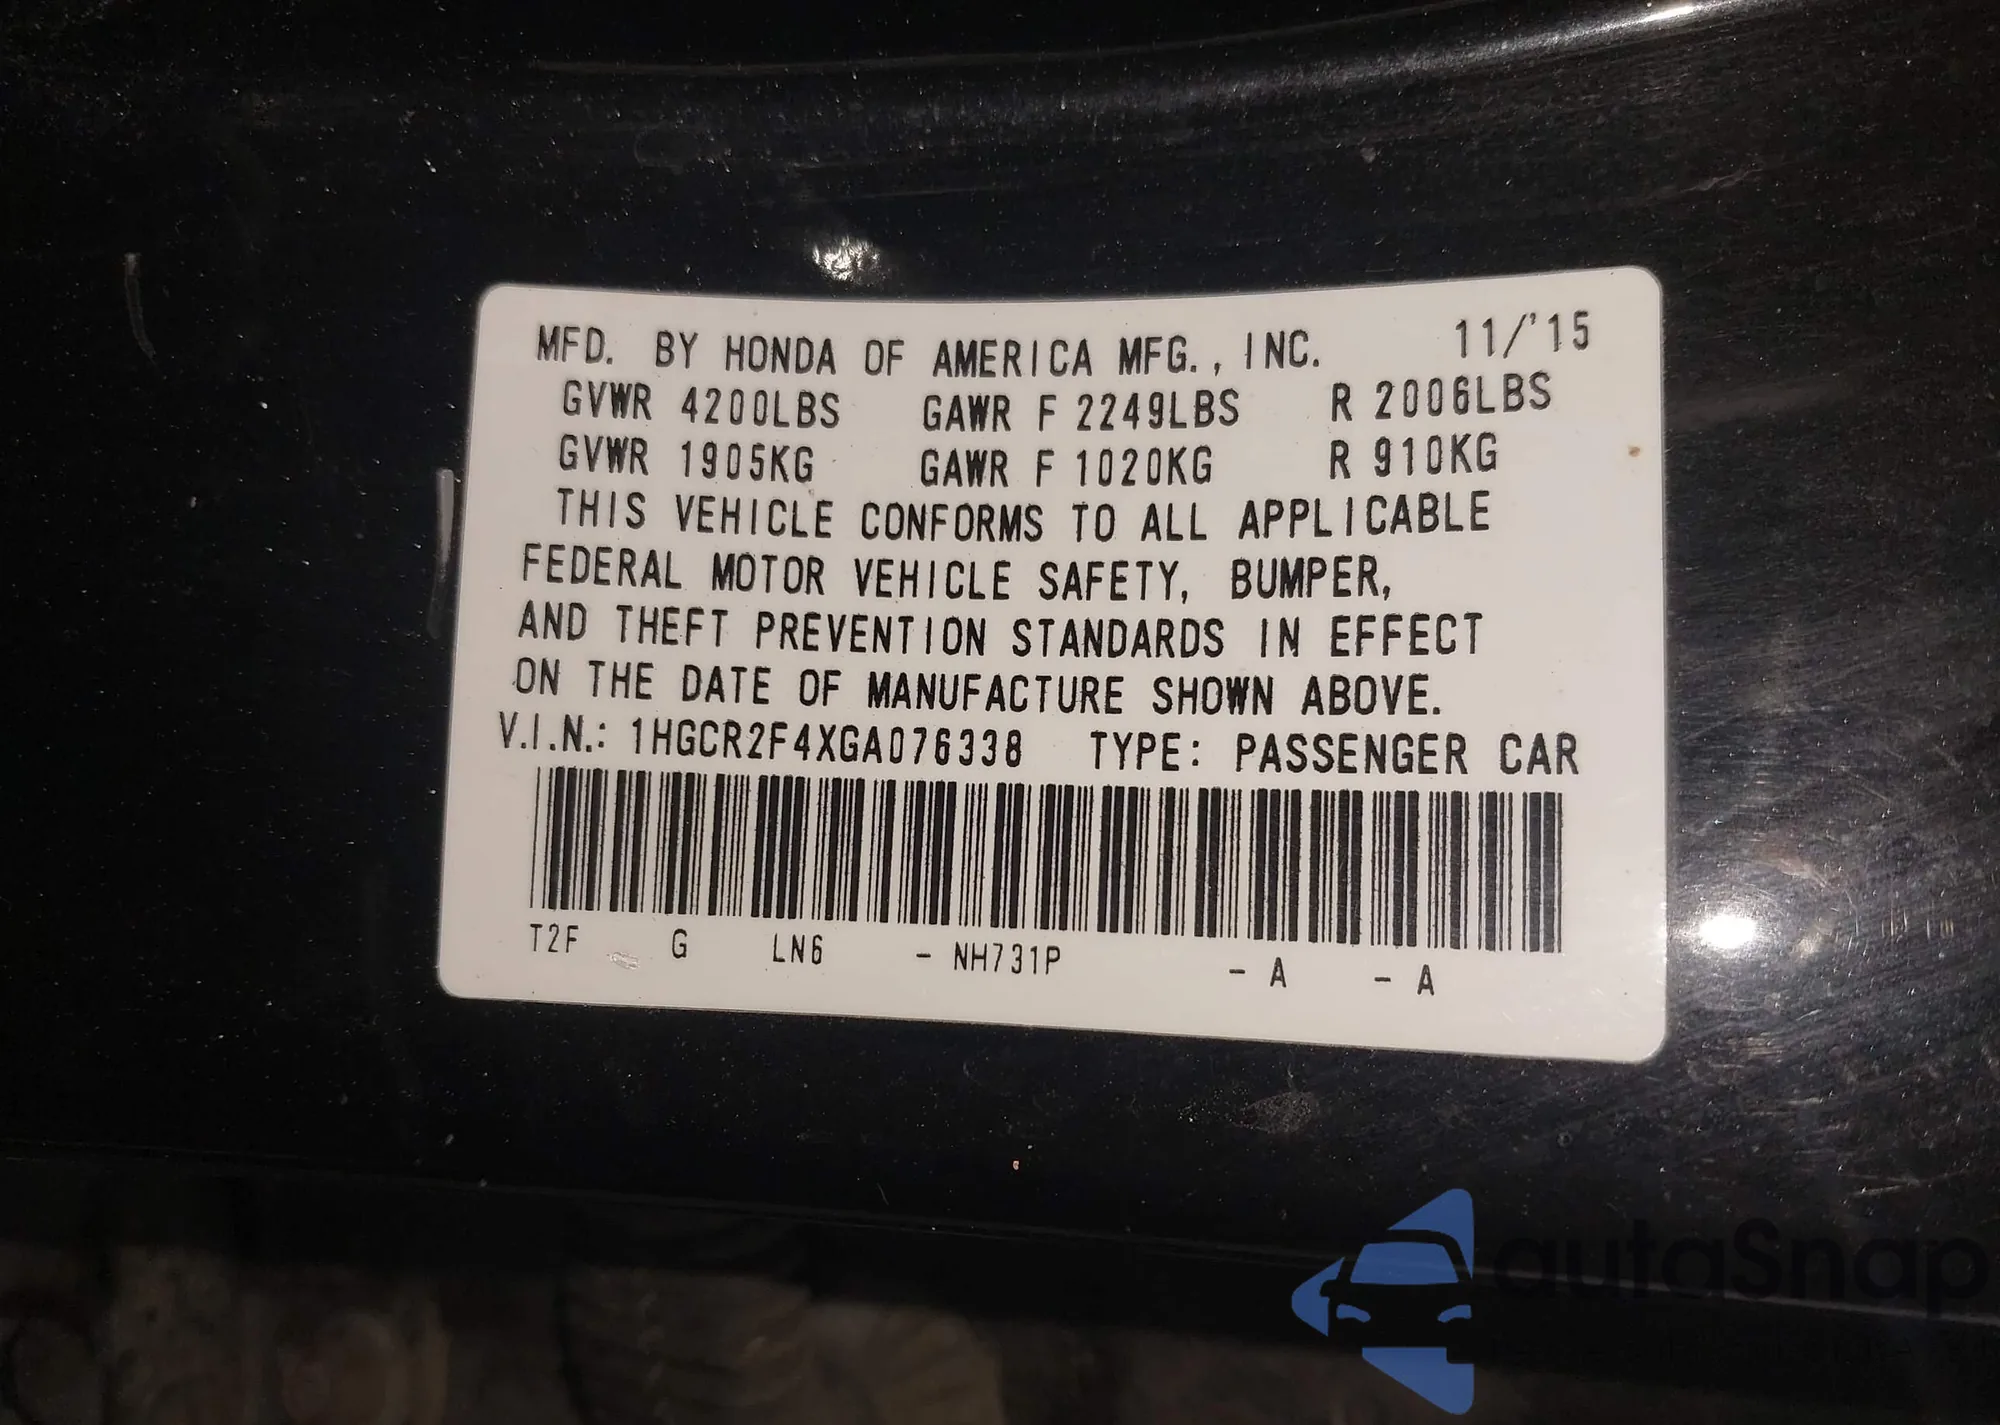 MFD. BY HONDA OF AMERICA MFG., INC. 11/'15
GVWR 4200LBS GAWR F 2249LBS R 2006LBS
GVWR 1905KG GAWR F 1020KG R 910KG
THIS VEHICLE CONFORMS TO ALL APPLICABLE
FEDERAL MOTOR VEHICLE SAFETY, BUMPER,
AND THEFT PREVENTION STANDARDS IN EFFECT
ON THE DATE OF MANUFACTURE SHOWN ABOVE.
V.I.N.: 1HGCR2F4XGA076338 TYPE: PASSENGER CAR
T2F G LN6 - NH731P - A - A
autaSnap